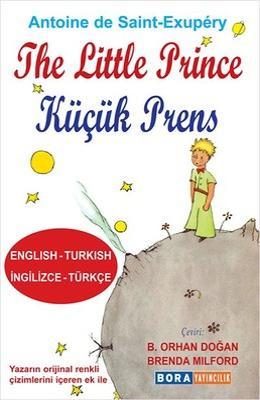 Antoine de Saint-Exupéry
The Little Prince
Küçük Prens
ENGLISH - TURKISH
İNGİLİZCE - TÜRKÇE
Çeviri:
B. ORHAN DOĞAN
BRENDA MILFORD
Yazarın orijinal renkli
çizimlerini içeren ek ile
BORA YAYINCILIK